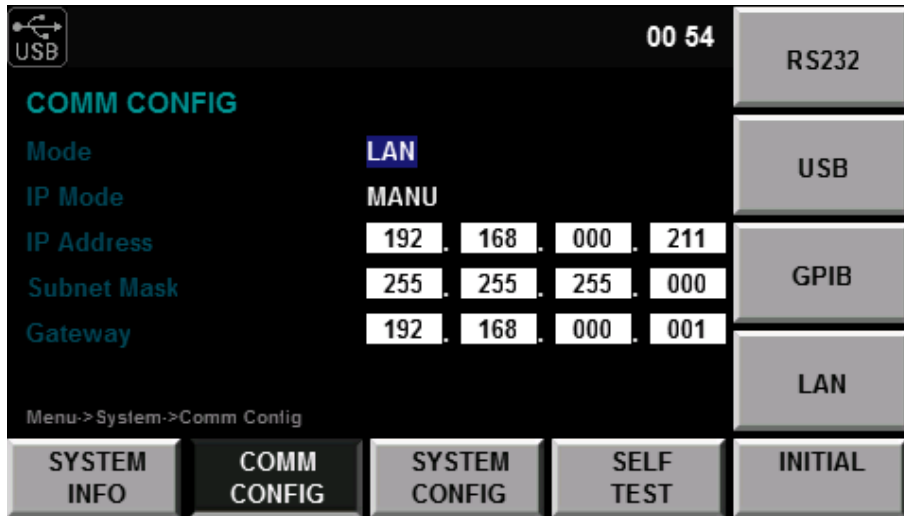 USB
00 54
COMM CONFIG
Mode LAN
IP Mode MANU
IP Address 192 . 168 . 000 . 211
Subnet Mask 255 . 255 . 255 . 000
Gateway 192 . 168 . 000 . 001
Menu->System->Comm Config
RS232
USB
GPIB
LAN
SYSTEM INFO
COMM CONFIG
SYSTEM CONFIG
SELF TEST
INITIAL